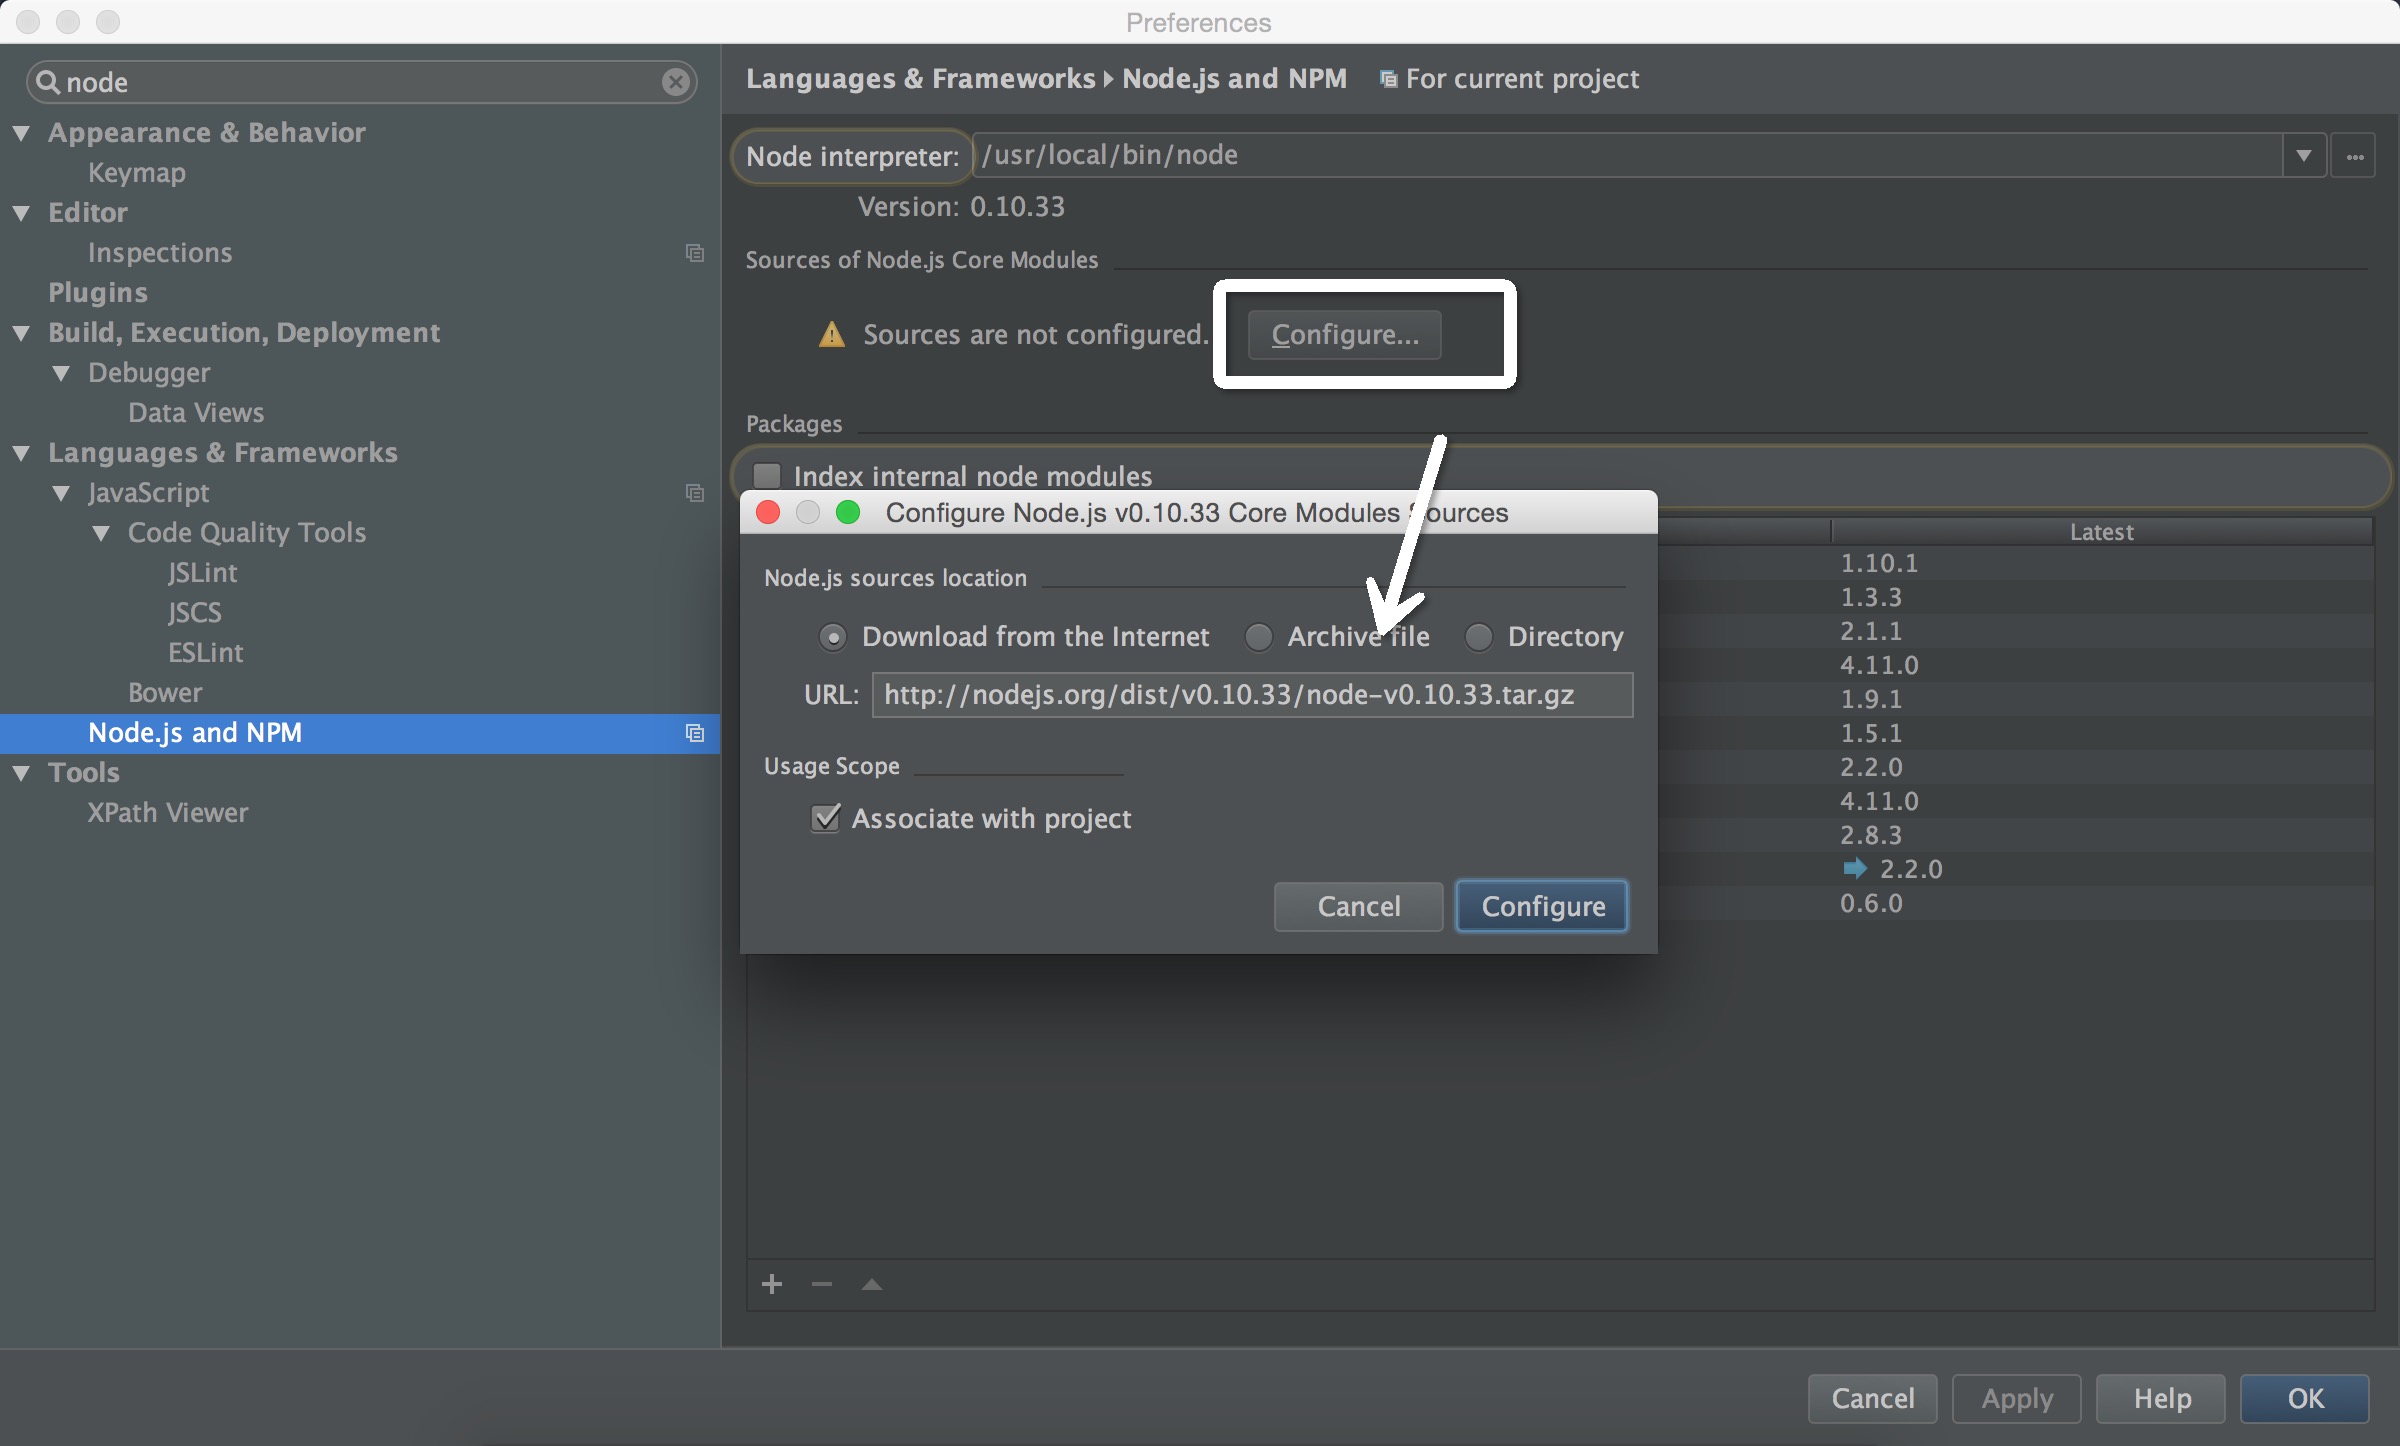 Preferences
node
Appearance & Behavior
Keymap
Editor
Inspections
Plugins
Build, Execution, Deployment
Debugger
Data Views
Languages & Frameworks
JavaScript
Code Quality Tools
JSLint
JSCS
ESLint
Bower
Node.js and NPM
Tools
XPath Viewer
Languages & Frameworks Node.js and NPM For current project
Node interpreter: /usr/local/bin/node ...
Version: 0.10.33
Sources of Node.js Core Modules
Sources are not configured. Configure...
Packages
Index internal node modules
Configure Node.js v0.10.33 Core Modules Sources
Node.js sources location
Download from the Internet Archive file Directory
URL: http://nodejs.org/dist/v0.10.33/node-v0.10.33.tar.gz
Usage Scope
Associate with project
Cancel Configure
Latest
1.10.1
1.3.3
2.1.1
4.11.0
1.9.1
1.5.1
2.2.0
4.11.0
2.8.3
2.2.0
0.6.0
Cancel Apply Help OK